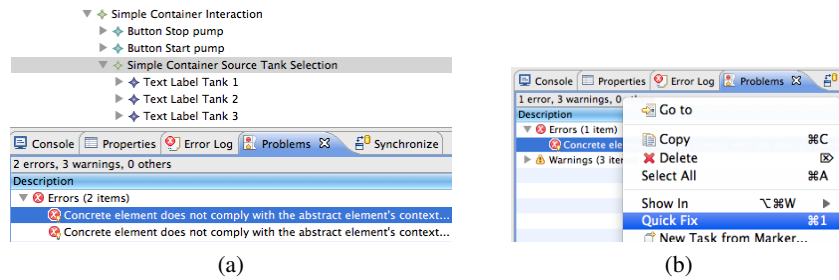 Simple Container Interaction
Button Stop pump
Button Start pump
Simple Container Source Tank Selection
Text Label Tank 1
Text Label Tank 2
Text Label Tank 3
Console Properties Error Log Problems Synchronize
2 errors, 3 warnings, 0 others
Description
Errors (2 items)
Concrete element does not comply with the abstract element's context...
Concrete element does not comply with the abstract element's context...
(a)
Console Properties Error Log Problems
1 error, 3 warnings, 0
Description
Errors (1 item)
Concrete ele
Warnings (3 iter
Go to
Copy ⌘C
Delete ⌦
Select All ⌘A
Show In ⌥⌘W
Quick Fix ⌘1
New Task from Marker...
(b)